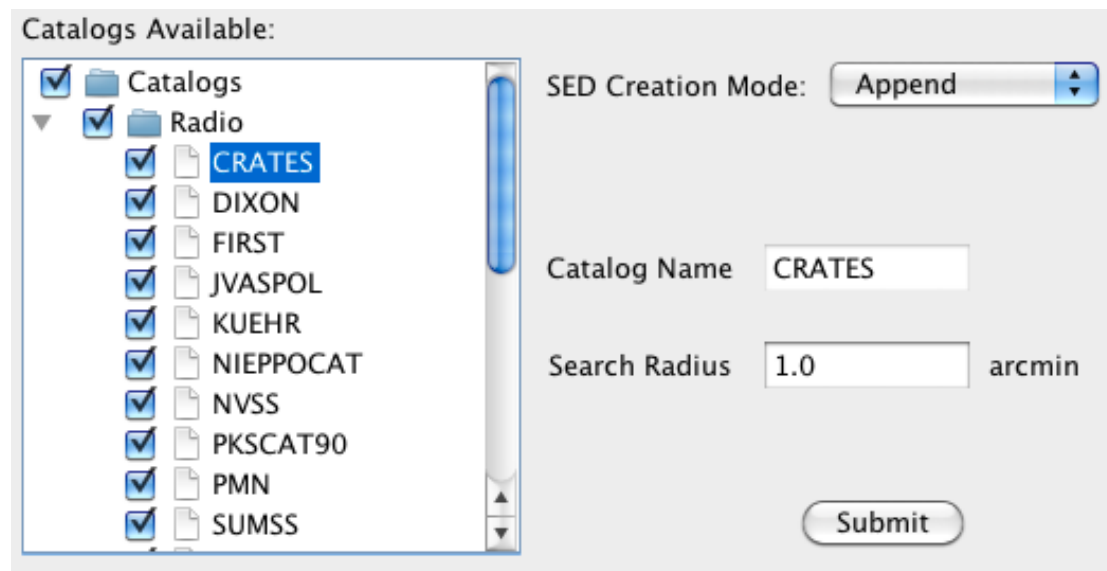 Catalogs Available:
Catalogs
Radio
CRATES
DIXON
FIRST
JVASPOL
KUEHR
NIEPPOCAT
NVSS
PKSCAT90
PMN
SUMSS
SED Creation Mode: Append
Catalog Name CRATES
Search Radius 1.0 arcmin
Submit